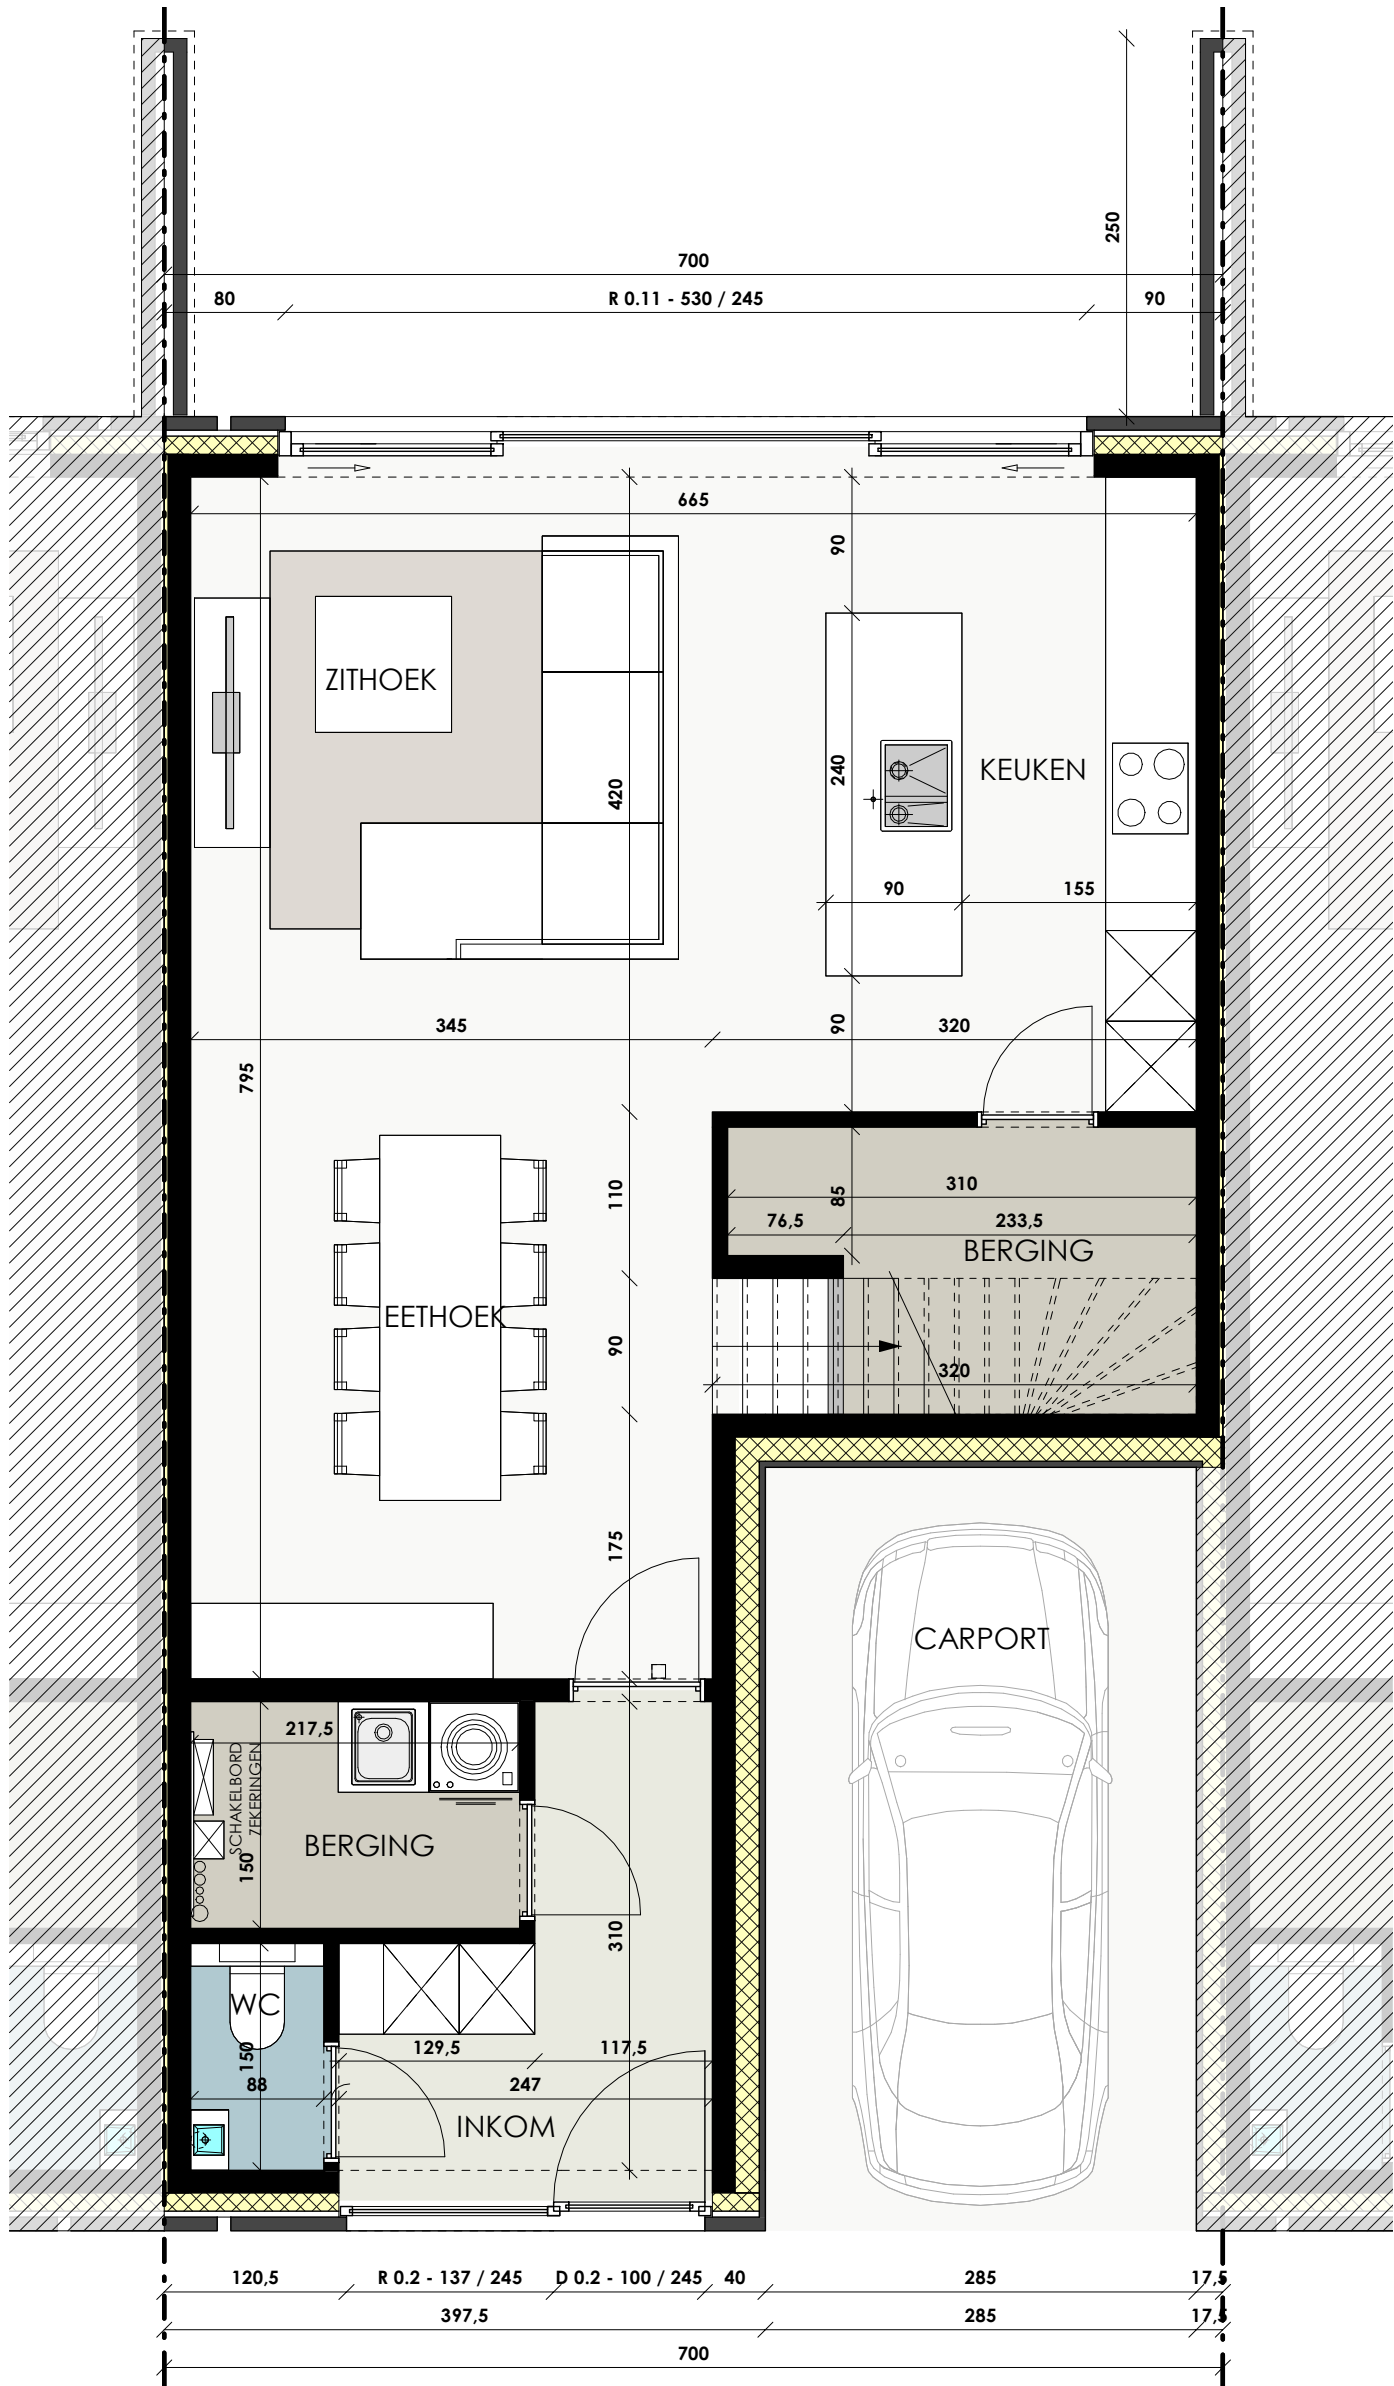 250
700
80
R 0.11 - 530 / 245
90
665
90
ZITHOEK
240
KEUKEN
420
90
155
345
90
320
795
110
85
310
76,5
233,5
BERGING
EETHOEK
90
320
175
CARPORT
217,5
SCHAKELBORD
ZEKERINGEN
BERGING
150
310
WC
150
129,5
117,5
88
247
INKOM
120,5
R 0.2 - 137 / 245
D 0.2 - 100 / 245
40
285
17,5
397,5
285
17,5
700